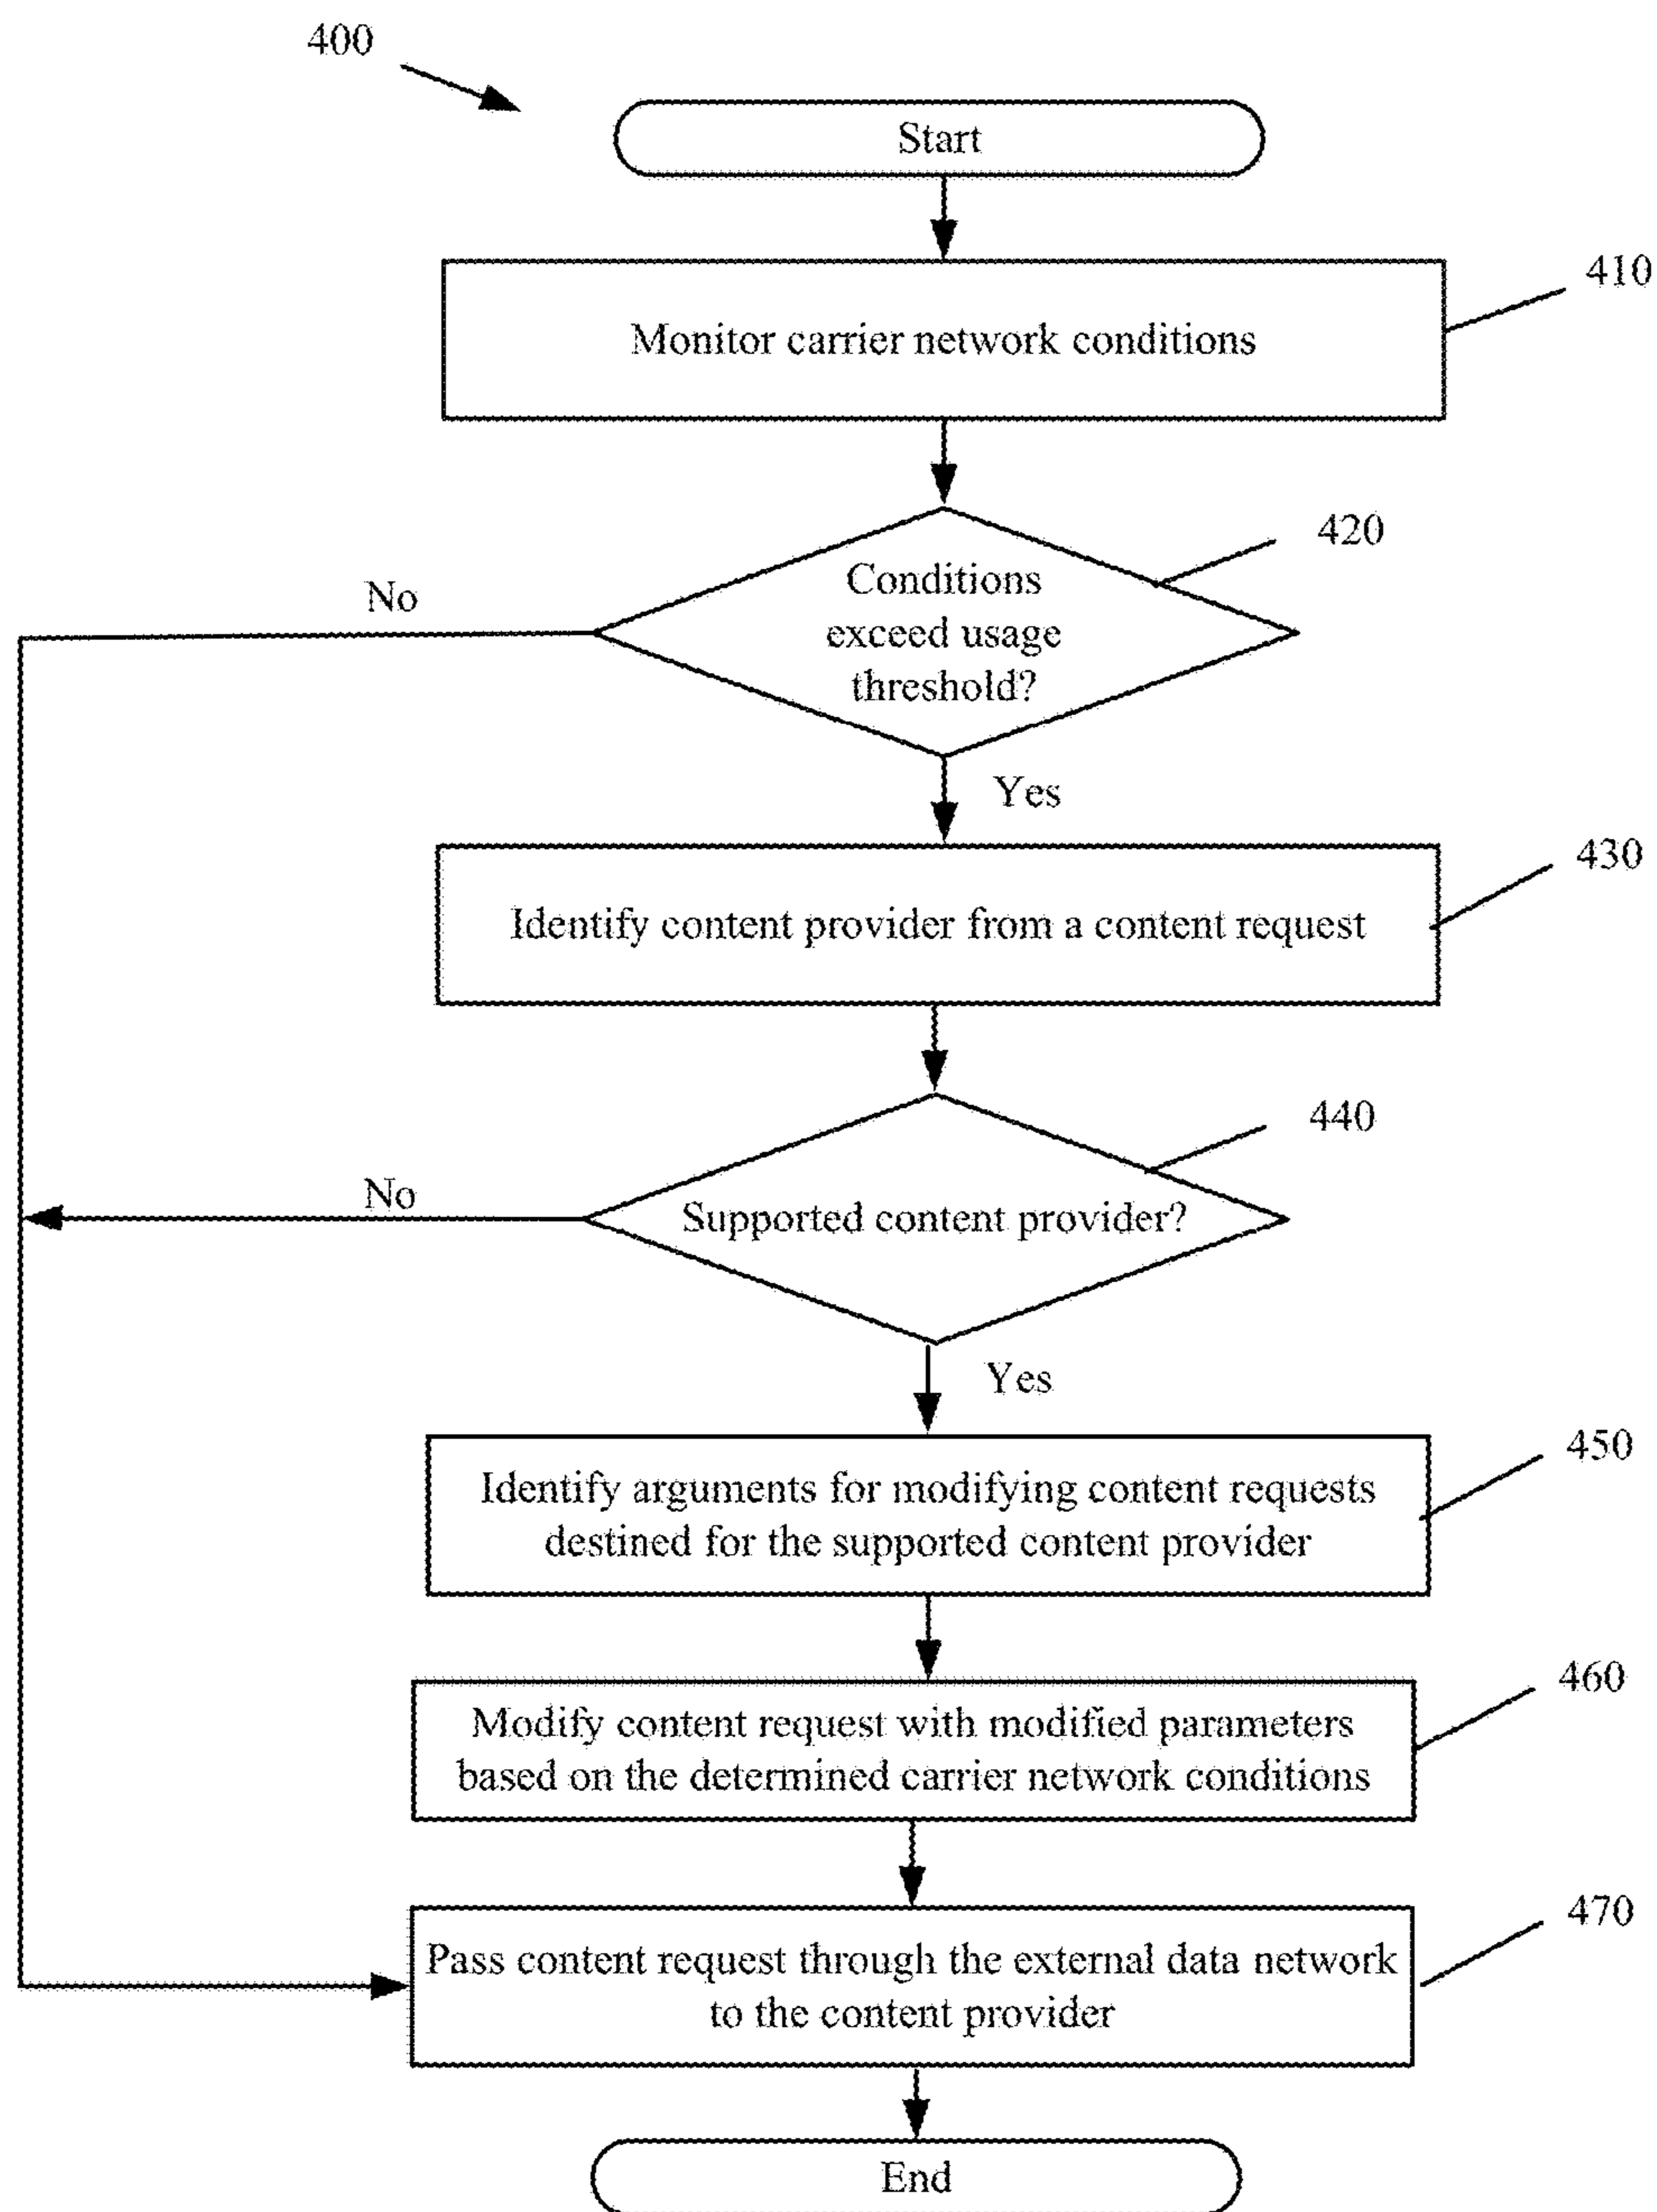 400
Start
410
Monitor carrier network conditions
420
Conditions
exceed usage
threshold?
No
Yes
430
Identify content provider from a content request
440
Supported content provider?
No
Yes
450
Identify arguments for modifying content requests
destined for the supported content provider
460
Modify content request with modified parameters
based on the determined carrier network conditions
470
Pass content request through the external data network
to the content provider
End